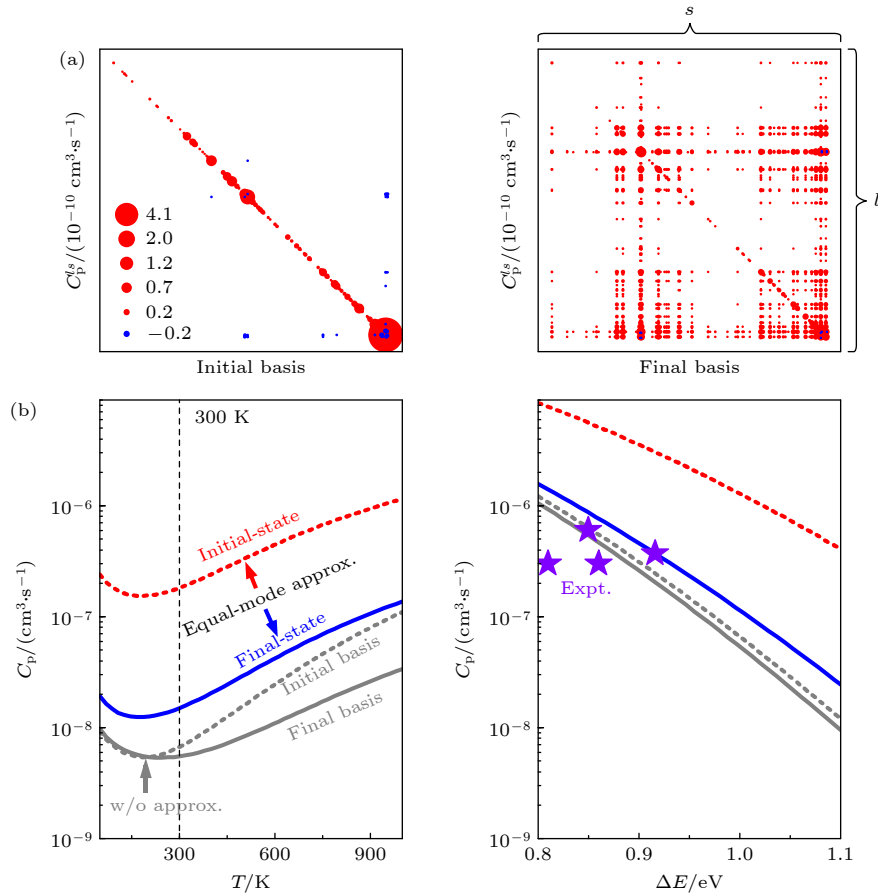 s
(a)
C_p^{ls}/(10^{−10} cm^3·s^{−1})
4.1
2.0
1.2
0.7
0.2
−0.2
Initial basis
C_p^{ls}/(10^{−10} cm^3·s^{−1})
l
Final basis
(b)
C_p/(cm^3·s^{−1})
10^{−6}
10^{−7}
10^{−8}
10^{−9}
300 K
Initial-state
Equal-mode approx.
Final-state
Initial basis
Final basis
w/o approx.
300
600
900
T/K
C_p/(cm^3·s^{−1})
10^{−6}
10^{−7}
10^{−8}
10^{−9}
Expt.
0.8
0.9
1.0
1.1
ΔE/eV